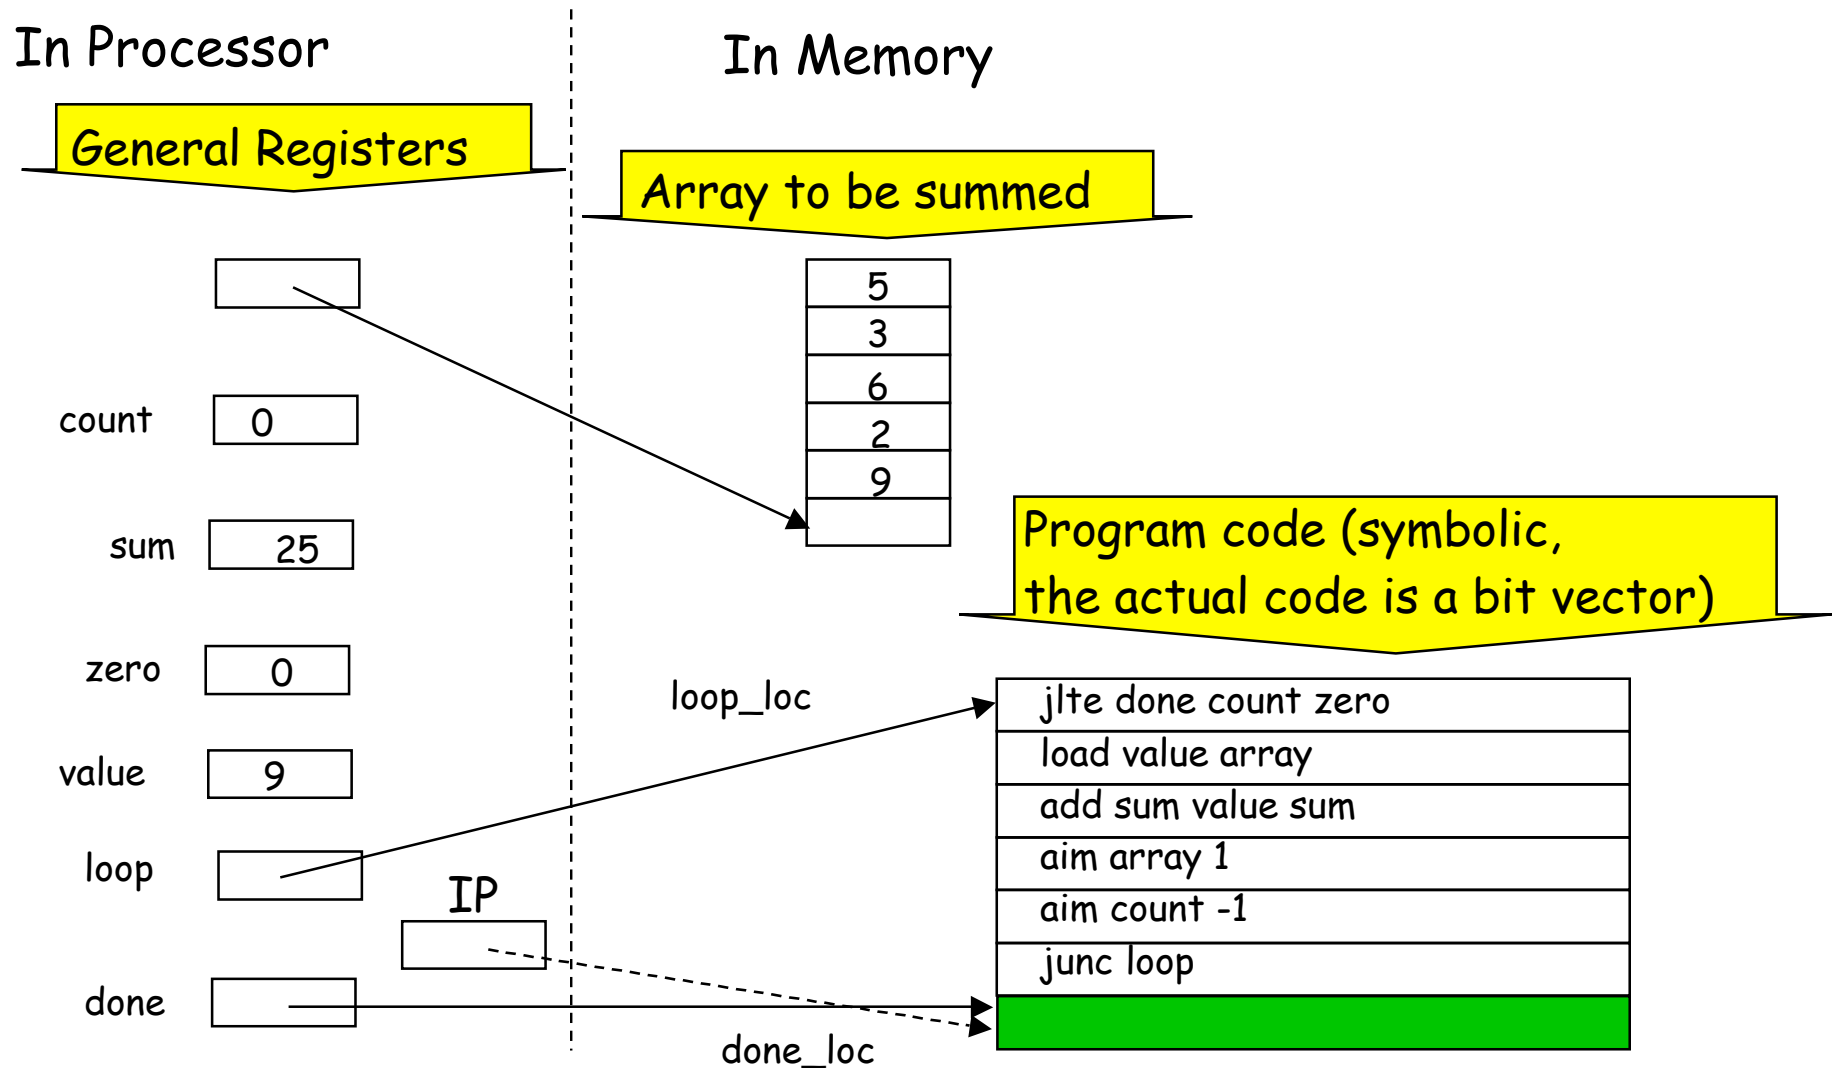 In Processor
In Memory
General Registers
Array to be summed
5
3
6
2
9
count 0
sum 25
zero 0
value 9
loop
IP
done
Program code (symbolic,
the actual code is a bit vector)
loop_loc
jlte done count zero
load value array
add sum value sum
aim array 1
aim count -1
junc loop
done_loc